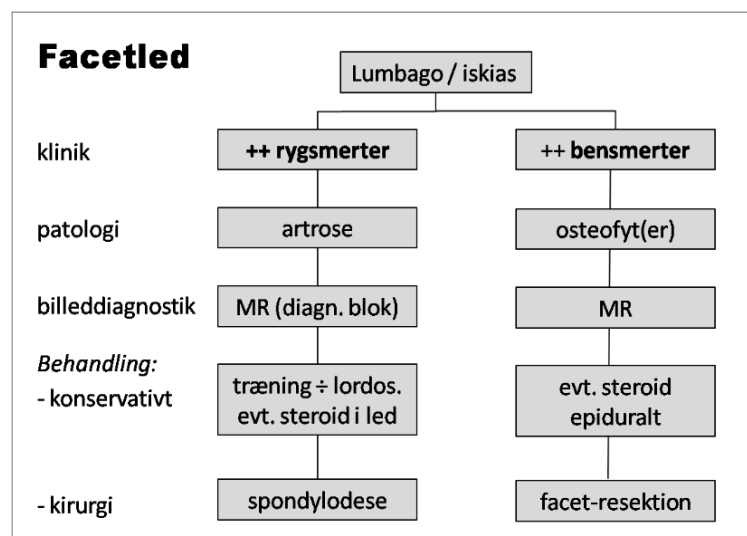 Facetled
Lumbago / iskias
klinik
++ rygsmerter
++ bensmerter
patologi
artrose
osteofyt(er)
billeddiagnostik
MR (diagn. blok)
MR
Behandling:
- konservativt
træning ÷ lordos.
evt. steroid i led
evt. steroid
epiduralt
- kirurgi
spondylodese
facet-resektion